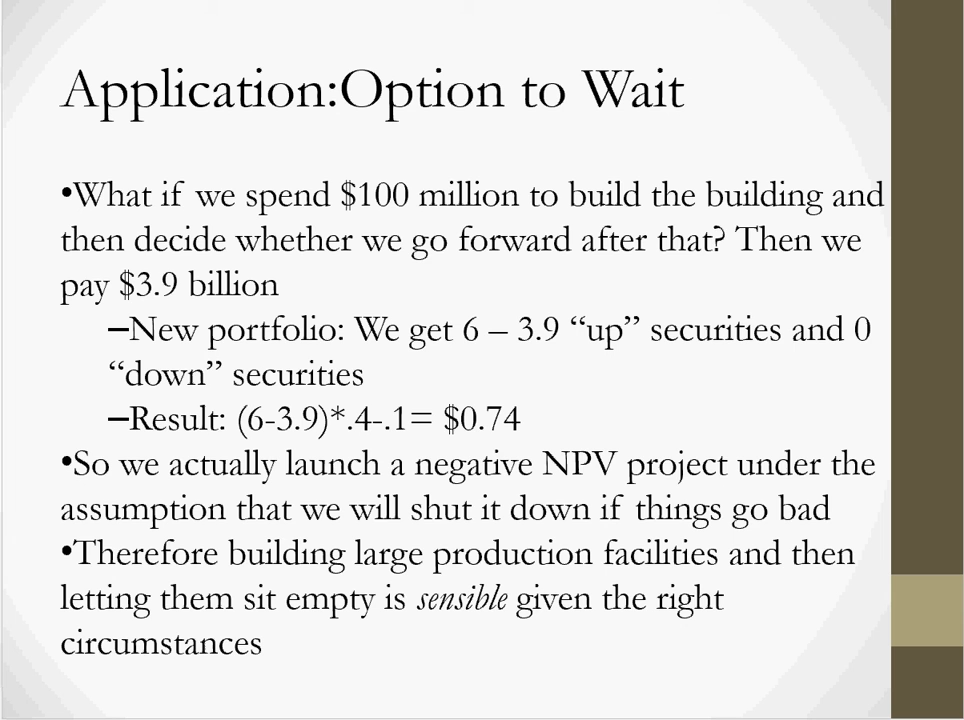 Application:Option to Wait
•What if we spend $100 million to build the building and
then decide whether we go forward after that? Then we
pay $3.9 billion
–New portfolio: We get 6 – 3.9 “up” securities and 0
“down” securities
–Result: (6-3.9)*.4-.1= $0.74
•So we actually launch a negative NPV project under the
assumption that we will shut it down if things go bad
•Therefore building large production facilities and then
letting them sit empty is sensible given the right
circumstances